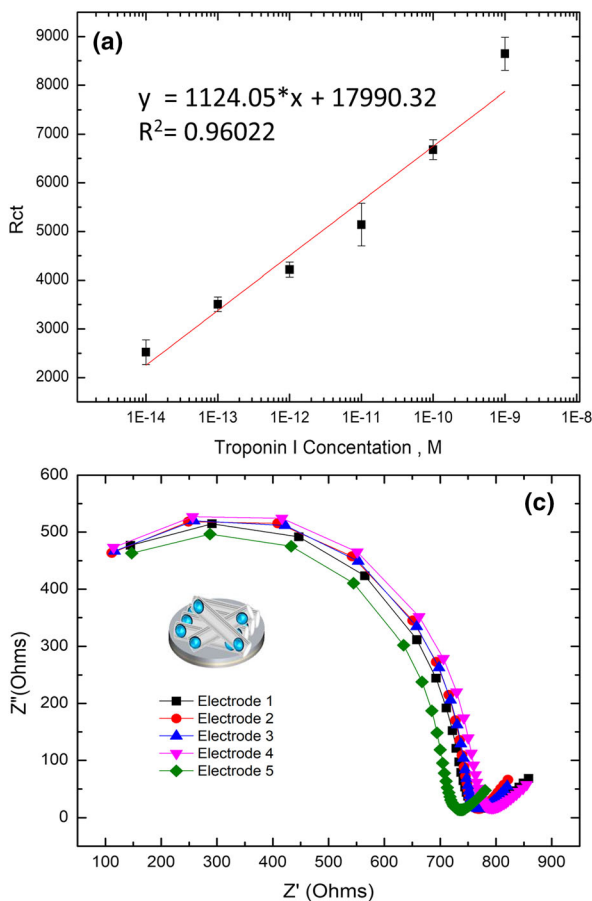 (a)
y = 1124.05*x + 17990.32
R²= 0.96022
9000
8000
7000
6000
5000
4000
3000
2000
Rct
1E-14 1E-13 1E-12 1E-11 1E-10 1E-9 1E-8
Troponin I Concentation , M
(c)
600
500
400
300
200
100
0
Z"(Ohms)
Electrode 1
Electrode 2
Electrode 3
Electrode 4
Electrode 5
100 200 300 400 500 600 700 800 900
Z' (Ohms)